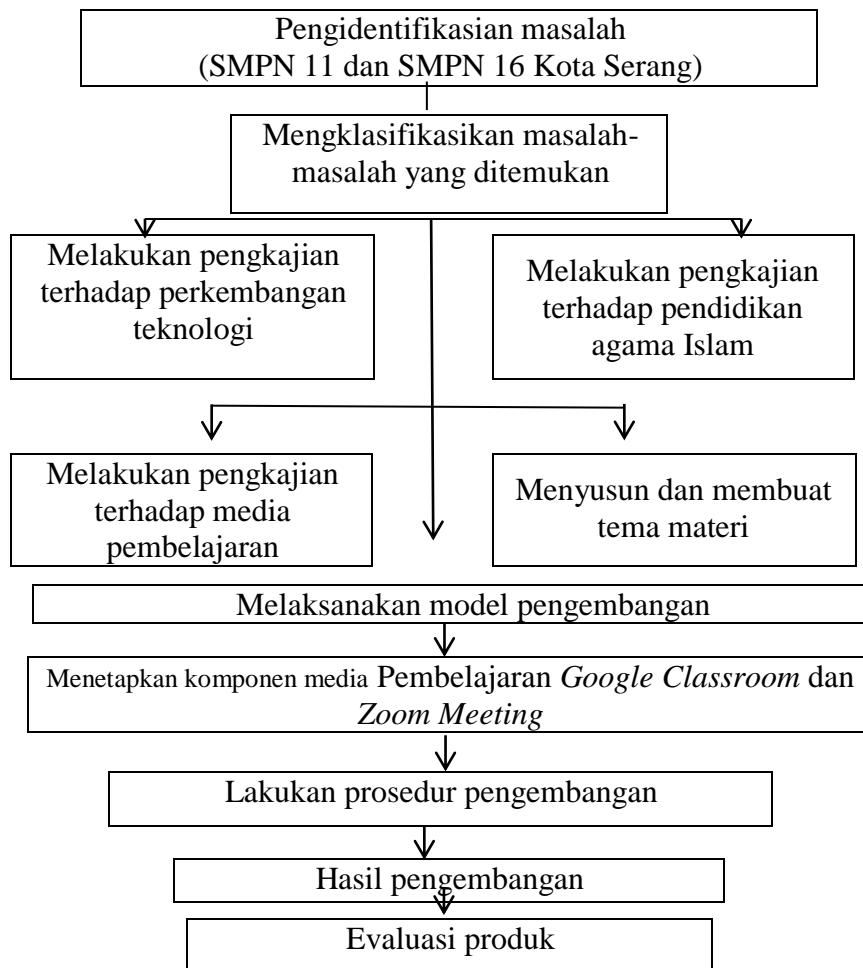 Pengidentifikasian masalah
(SMPN 11 dan SMPN 16 Kota Serang)
Mengklasifikasikan masalah-
masalah yang ditemukan
Melakukan pengkajian
terhadap perkembangan
teknologi
Melakukan pengkajian
terhadap pendidikan
agama Islam
Melakukan pengkajian
terhadap media
pembelajaran
Menyusun dan membuat
tema materi
Melaksanakan model pengembangan
Menetapkan komponen media Pembelajaran Google Classroom dan
Zoom Meeting
Lakukan prosedur pengembangan
Hasil pengembangan
Evaluasi produk